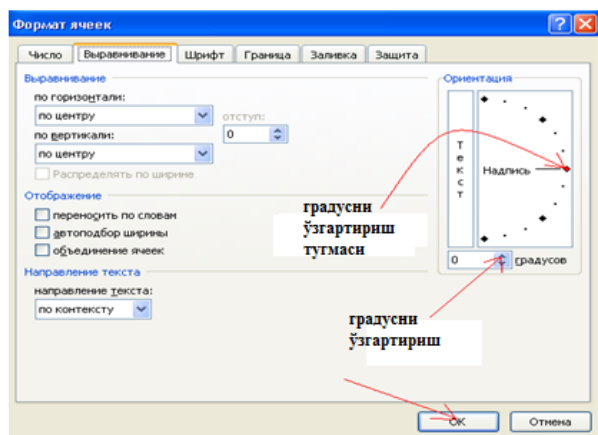 Формат ячеек
Число Выравнивание Шрифт Граница Заливка Защита
Выравнивание
по горизонтали:
по центру
отступ:
по вертикали:
0
по центру
Распределять по ширине
Отображение
переносить по словам
автоподбор ширины
объединение ячеек
Направление текста
направление текста:
по контексту
Ориентация
Текст
Надпись
0 градусов
градусни
ўзгартириш
тугмаси
градусни
ўзгартириш
ОК Отмена